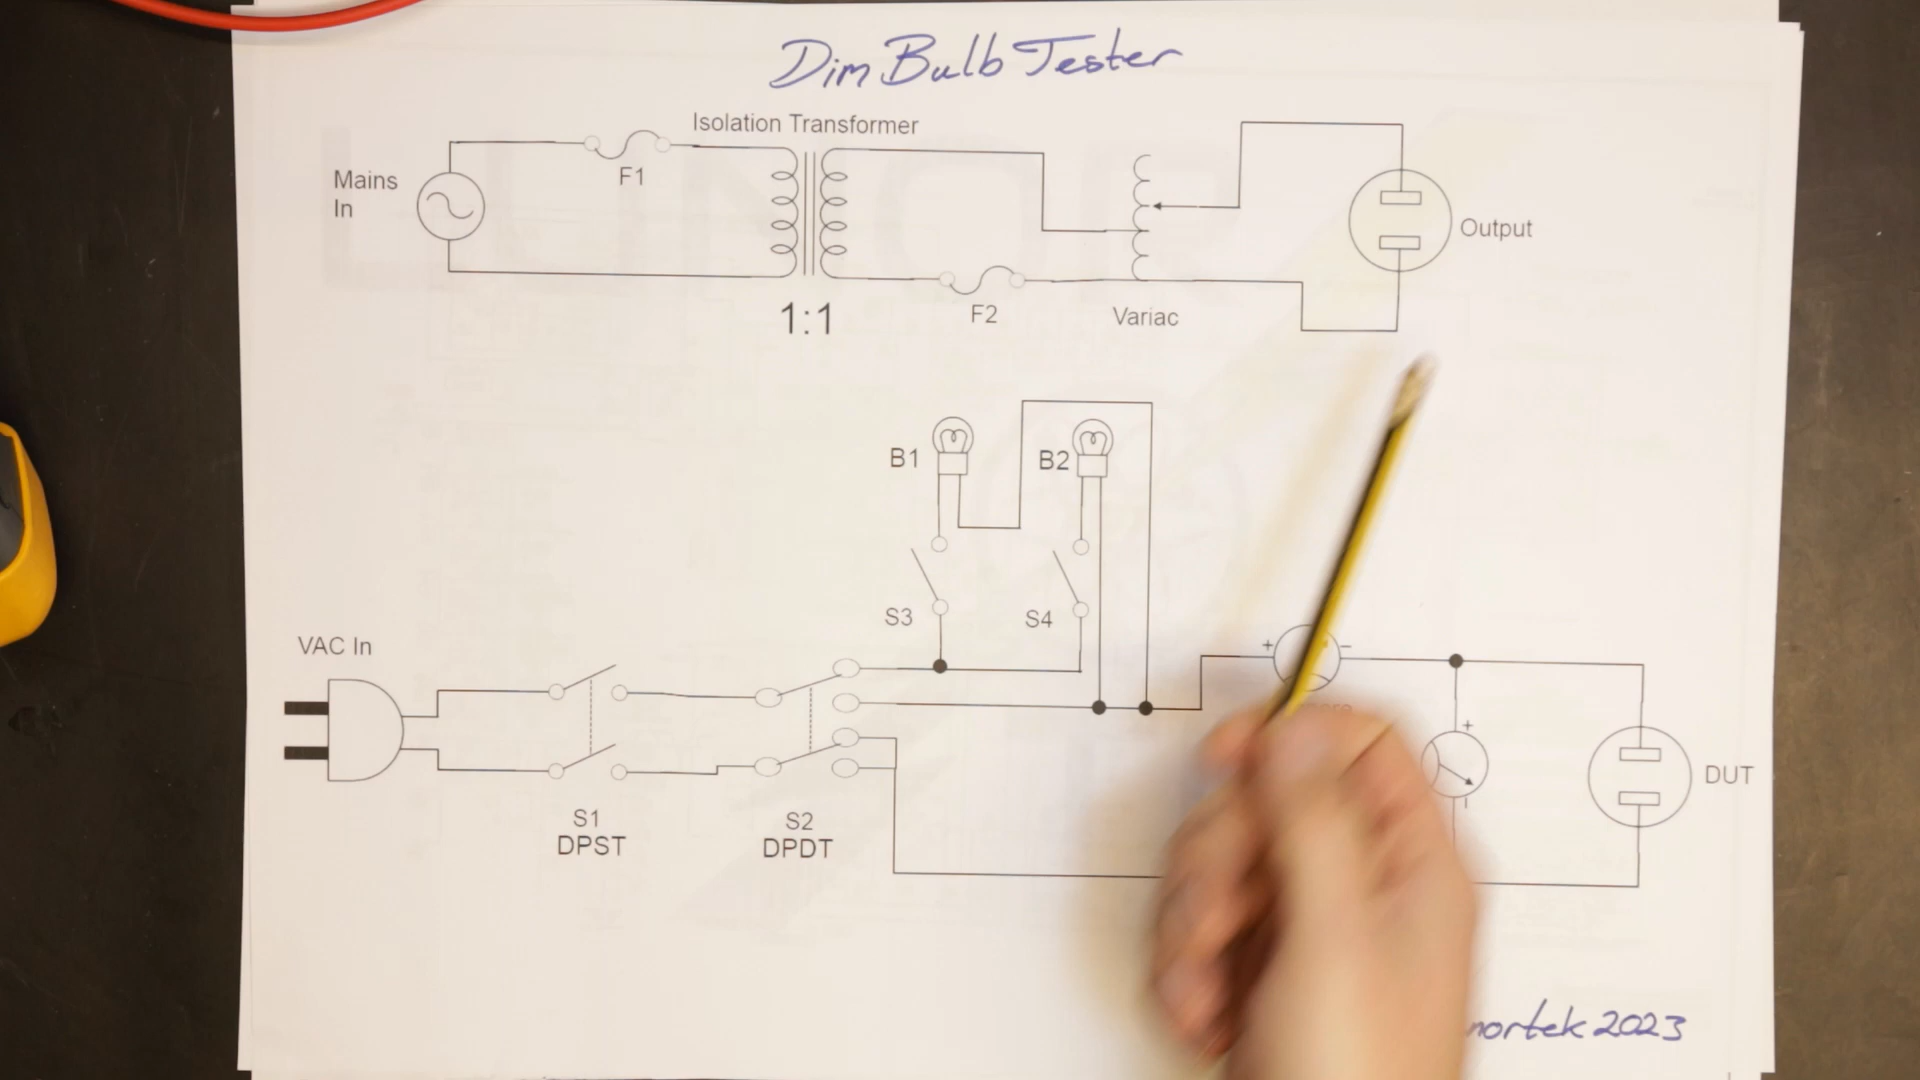 Dim Bulb Tester
Isolation Transformer
Mains
In
F1
1:1
F2
Variac
Output
B1
B2
S3
S4
VAC In
S1
DPST
S2
DPDT
+
−
+
DUT
2023